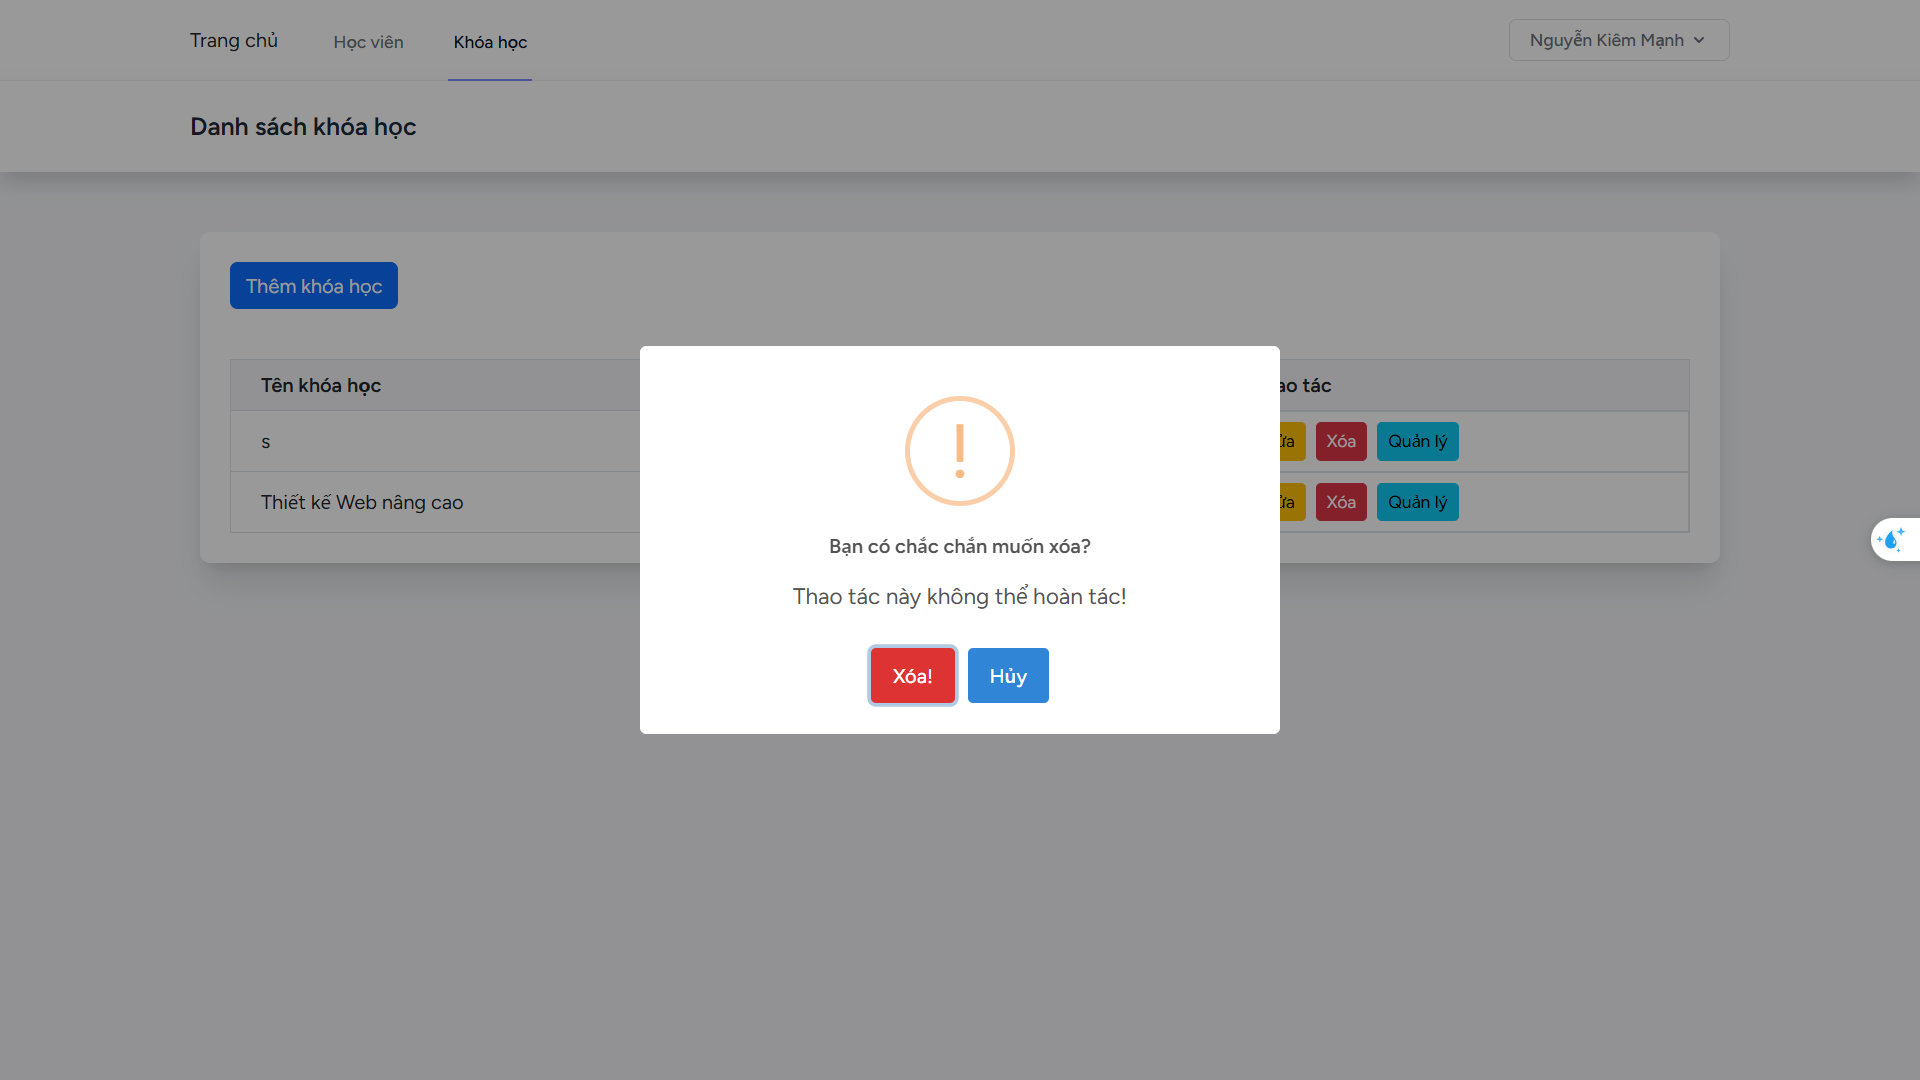 Trang chủ
Học viên
Khóa học
Nguyễn Kiêm Mạnh
Danh sách khóa học
Thêm khóa học
Tên khóa học
ao tác
s
ửa
Xóa
Quản lý
Thiết kế Web nâng cao
ửa
Xóa
Quản lý
Bạn có chắc chắn muốn xóa?
Thao tác này không thể hoàn tác!
Xóa!
Hủy